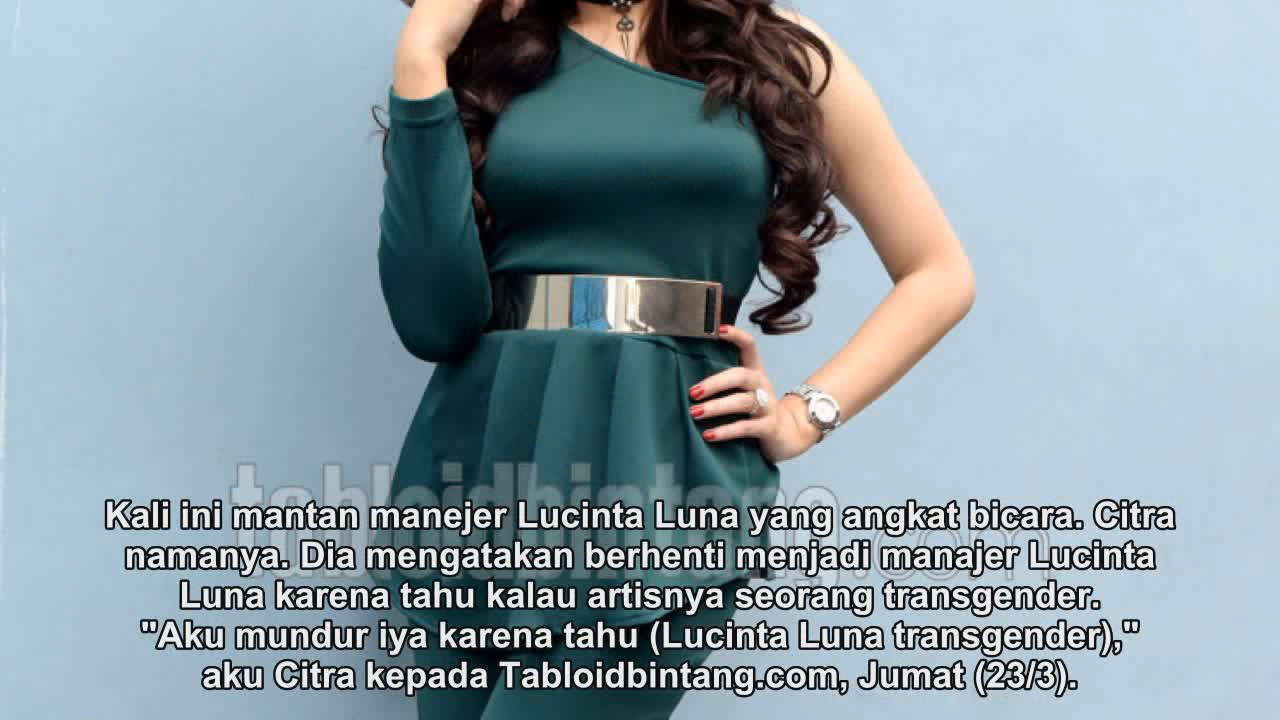 tabloidbintang.com
Kali ini mantan manejer Lucinta Luna yang angkat bicara. Citra
namanya. Dia mengatakan berhenti menjadi manajer Lucinta
Luna karena tahu kalau artisnya seorang transgender.
"Aku mundur iya karena tahu (Lucinta Luna transgender),"
aku Citra kepada Tabloidbintang.com, Jumat (23/3).